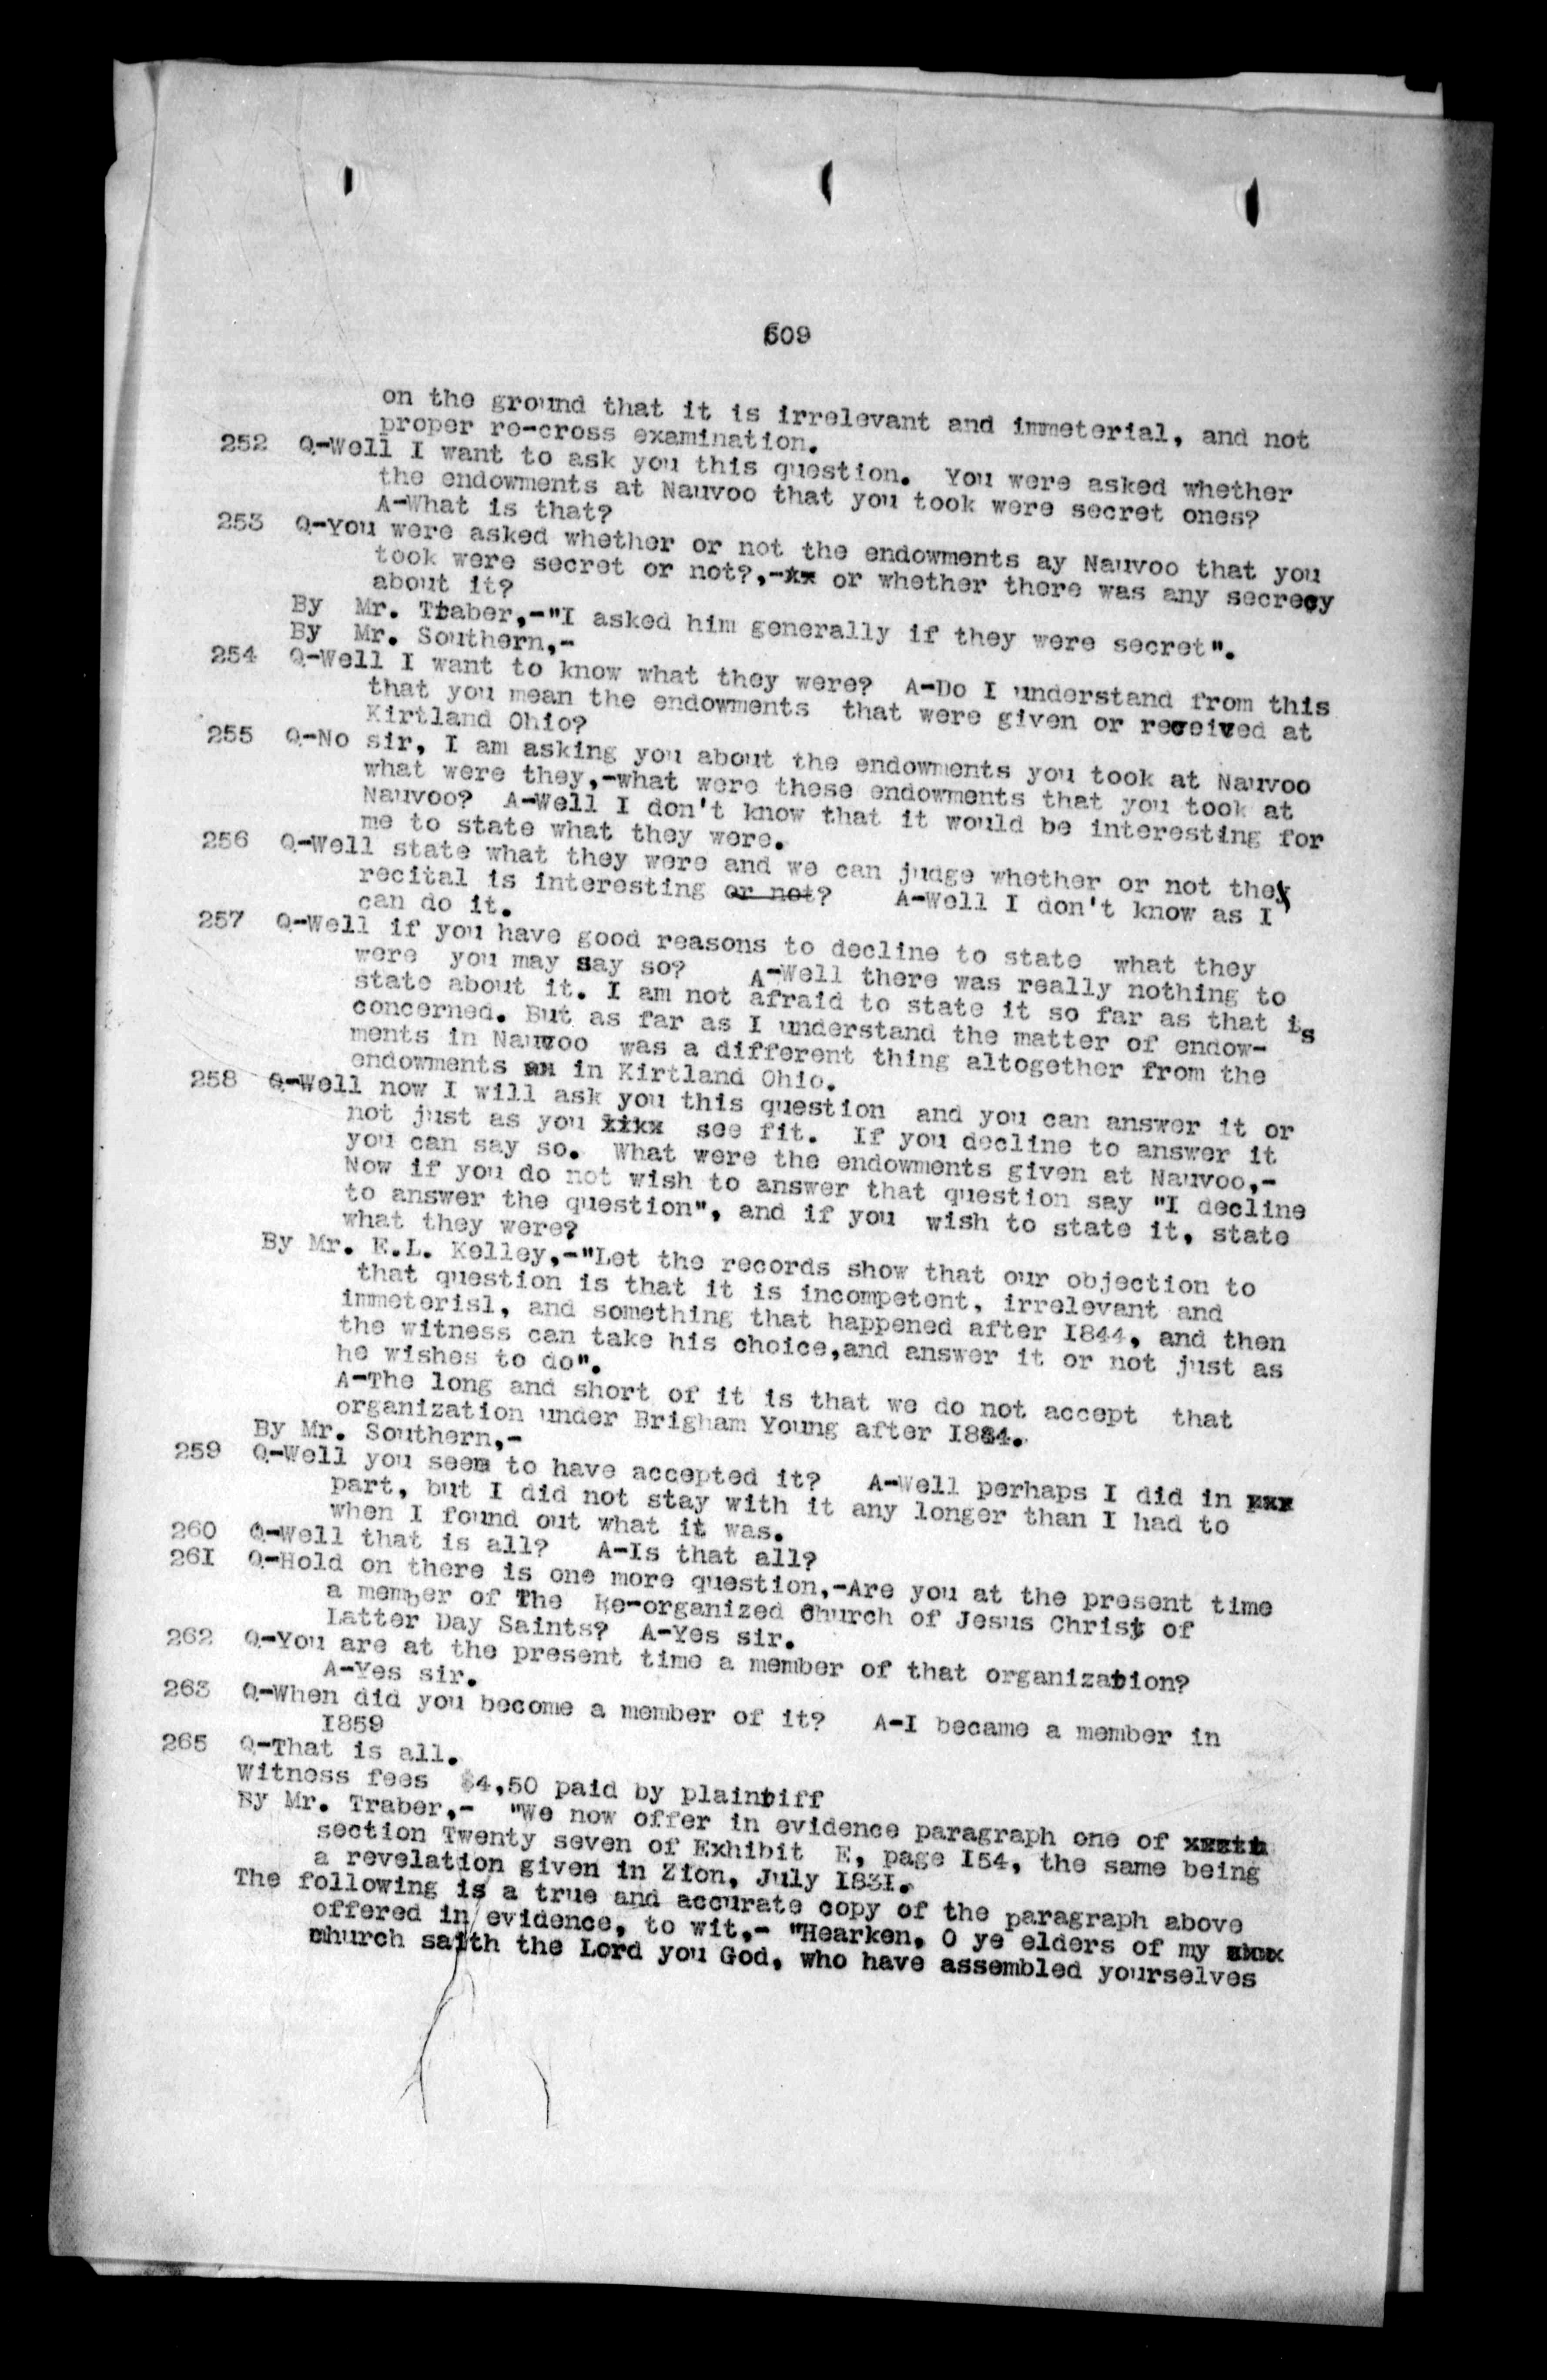 609
on the ground that it is irrelevant and immeterial, and not
proper re-cross examination.
252 Q-Well I want to ask you this question. You were asked whether
the endowments at Nauvoo that you took were secret ones?
A-What is that?
253 Q-You were asked whether or not the endowments ay Nauvoo that you
took were secret or not?,-xx or whether there was any secrecy
about it?
By Mr. Traber,-"I asked him generally if they were secret".
By Mr. Southern,-
254 Q-Well I want to know what they were? A-Do I understand from this
that you mean the endowments that were given or received at
Kirtland Ohio?
255 Q-No sir, I am asking you about the endowments you took at Nauvoo
what were they,-what were these endowments that you took at
Nauvoo? A-Well I don't know that it would be interesting for
me to state what they were.
256 Q-Well state what they were and we can judge whether or not they
recital is interesting or not? A-Well I don't know as I
can do it.
257 Q-Well if you have good reasons to decline to state what they
were you may say so? A-Well there was really nothing to
state about it. I am not afraid to state it so far as that is
concerned. But as far as I understand the matter of endow-
ments in Nauvoo was a different thing altogether from the
endowments xx in Kirtland Ohio.
258 Q-Well now I will ask you this question and you can answer it or
not just as you xikx see fit. If you decline to answer it
you can say so. What were the endowments given at Nauvoo,-
Now if you do not wish to answer that question say "I decline
to answer the question", and if you wish to state it, state
what they were?
By Mr. E.L. Kelley,-"Let the records show that our objection to
that question is that it is incompetent, irrelevant and
immeterisl, and something that happened after I844, and then
the witness can take his choice,and answer it or not just as
he wishes to do".
A-The long and short of it is that we do not accept that
organization under Brigham Young after I884.
By Mr. Southern,-
259 Q-Well you seem to have accepted it? A-Well perhaps I did in xxx
part, but I did not stay with it any longer than I had to
when I found out what it was.
260 Q-Well that is all? A-Is that all?
26I Q-Hold on there is one more question,-Are you at the present time
a member of The Re-organized Church of Jesus Christ of
Latter Day Saints? A-Yes sir.
262 Q-You are at the present time a member of that organization?
A-Yes sir.
263 Q-When did you become a member of it? A-I became a member in
I859
265 Q-That is all.
Witness fees $4,50 paid by plaintiff
By Mr. Traber,- "We now offer in evidence paragraph one of xxxth
section Twenty seven of Exhibit E, page I54, the same being
a revelation given in Zion, July I83I.
The following is a true and accurate copy of the paragraph above
offered in evidence, to wit,- "Hearken, O ye elders of my xxxx
church saith the Lord you God, who have assembled yourselves